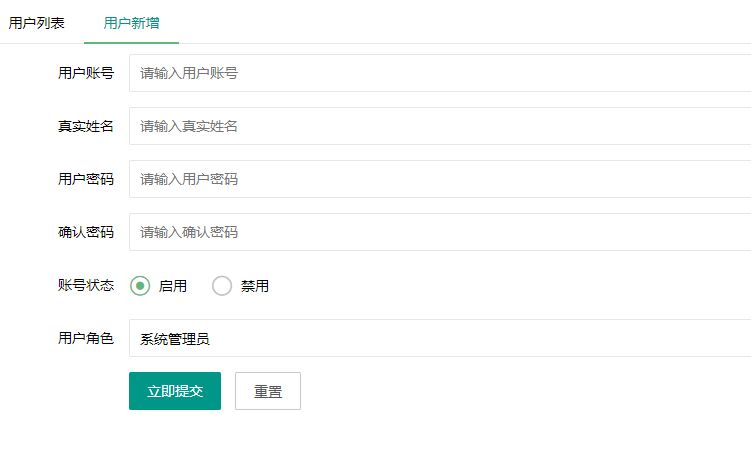 用户列表 用户新增
用户账号 请输入用户账号
真实姓名 请输入真实姓名
用户密码 请输入用户密码
确认密码 请输入确认密码
账号状态 启用 禁用
用户角色 系统管理员
立即提交 重置